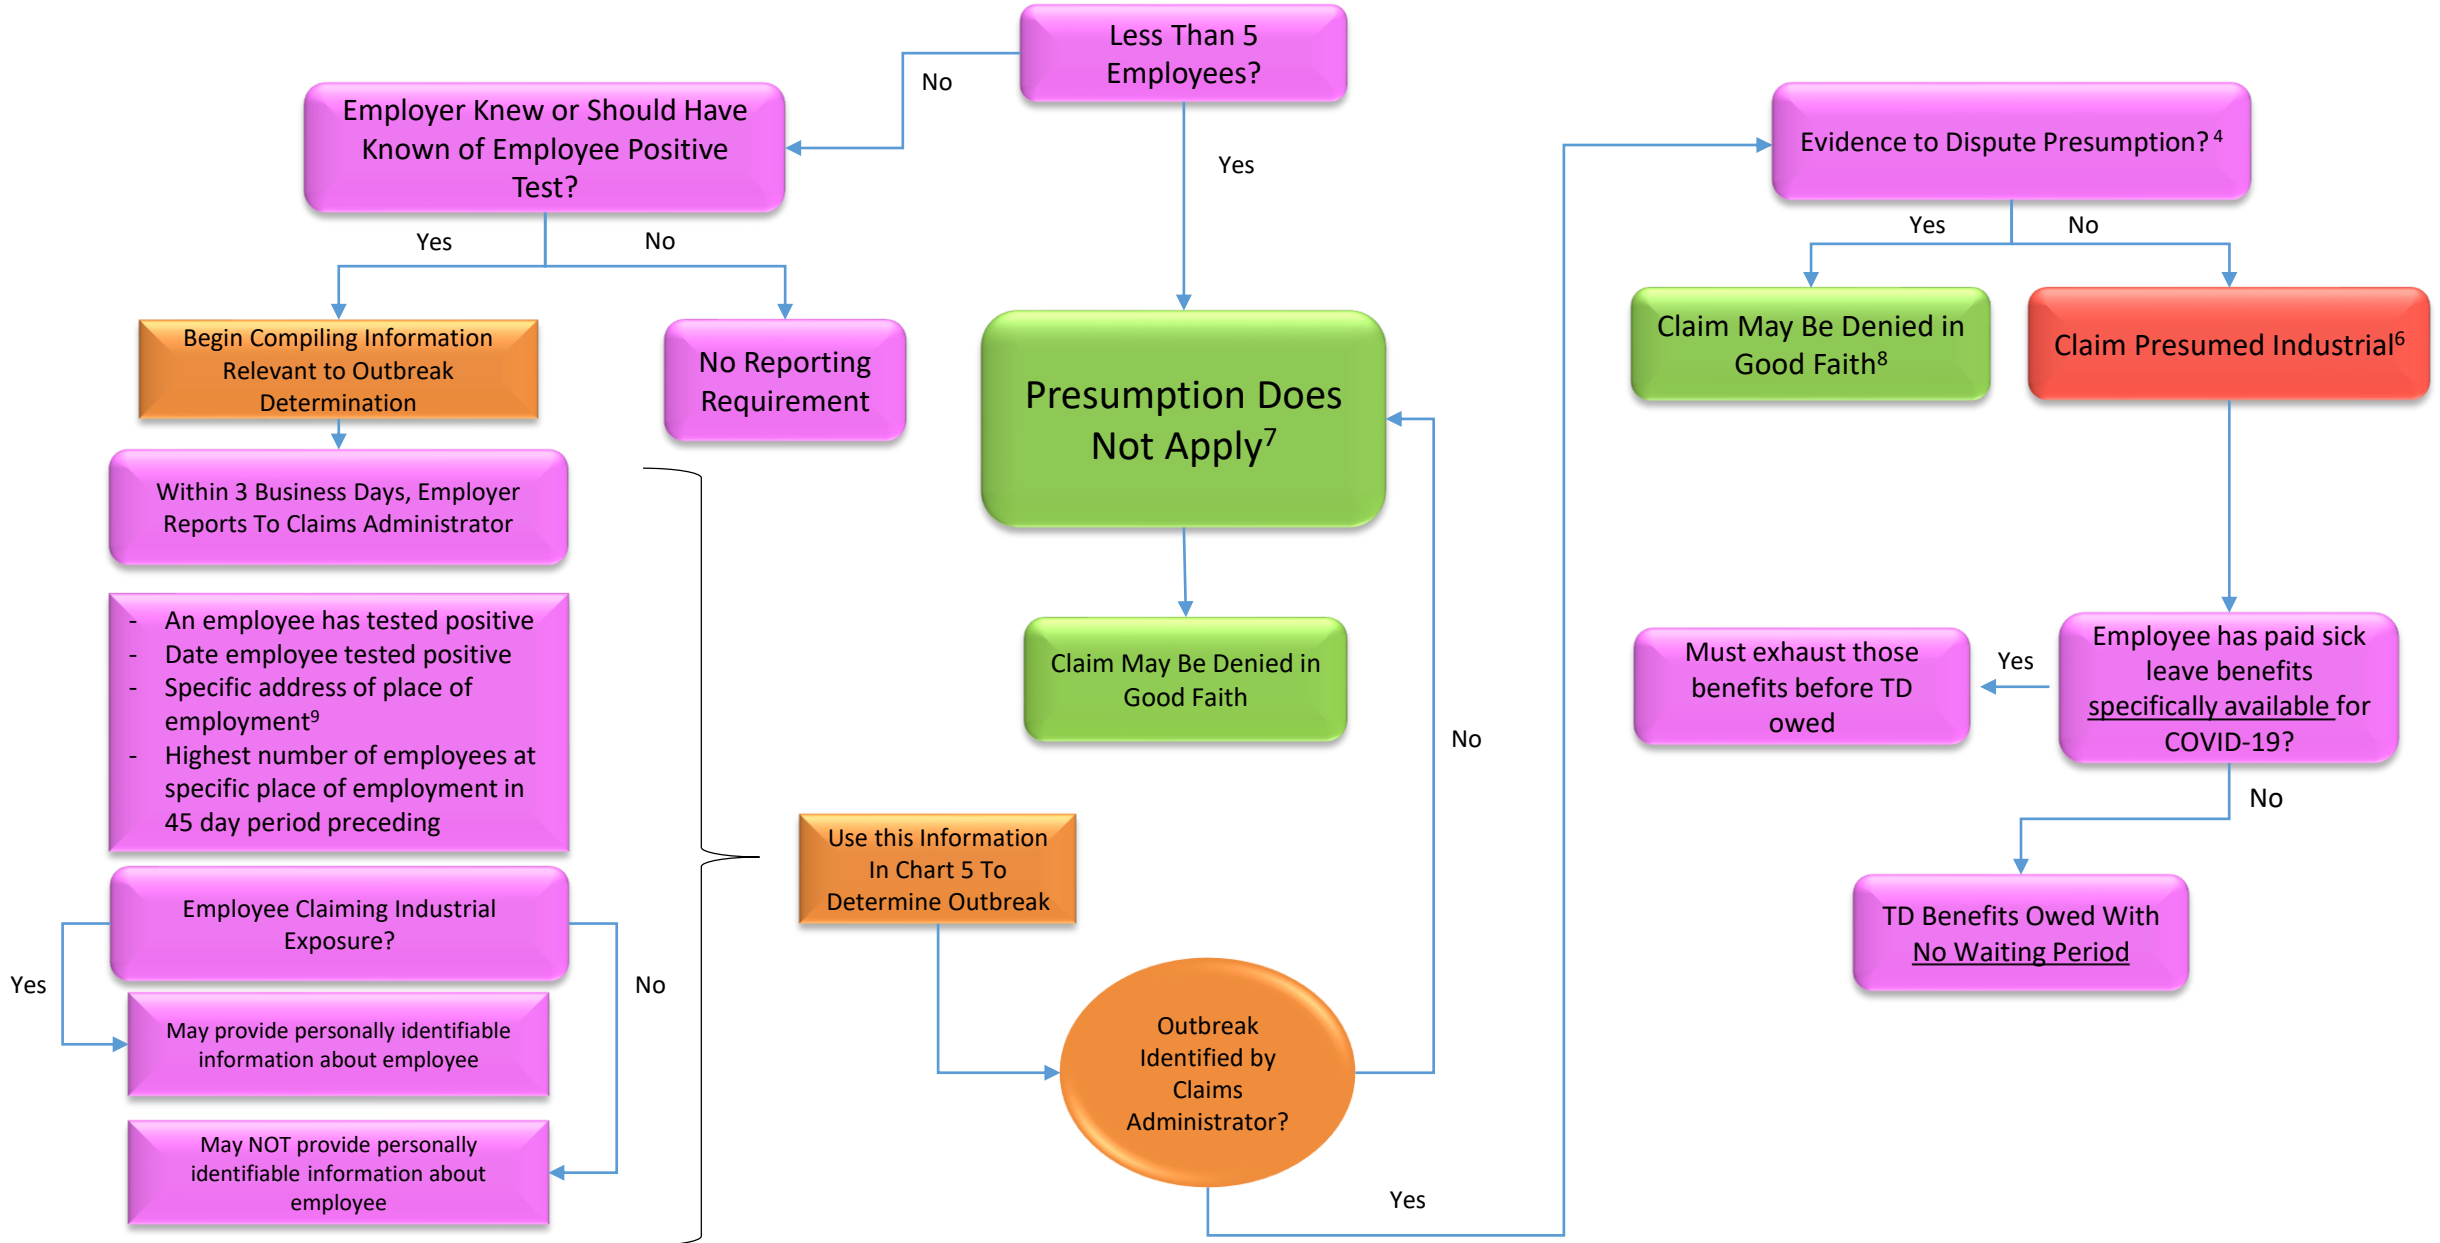 Less Than 5
Employees?
No
Yes
Employer Knew or Should Have
Known of Employee Positive
Test?
Yes
No
Begin Compiling Information
Relevant to Outbreak
Determination
No Reporting
Requirement
Within 3 Business Days, Employer
Reports To Claims Administrator
- An employee has tested positive
- Date employee tested positive
- Specific address of place of
employment⁹
- Highest number of employees at
specific place of employment in
45 day period preceding
Employee Claiming Industrial
Exposure?
Yes
No
May provide personally identifiable
information about employee
May NOT provide personally
identifiable information about
employee
Presumption Does
Not Apply⁷
Claim May Be Denied in
Good Faith
Use this Information
In Chart 5 To
Determine Outbreak
Outbreak
Identified by
Claims
Administrator?
No
Yes
Evidence to Dispute Presumption? ⁴
Yes
No
Claim May Be Denied in
Good Faith⁸
Claim Presumed Industrial⁶
Employee has paid sick
leave benefits
specifically available for
COVID-19?
Yes
Must exhaust those
benefits before TD
owed
No
TD Benefits Owed With
No Waiting Period